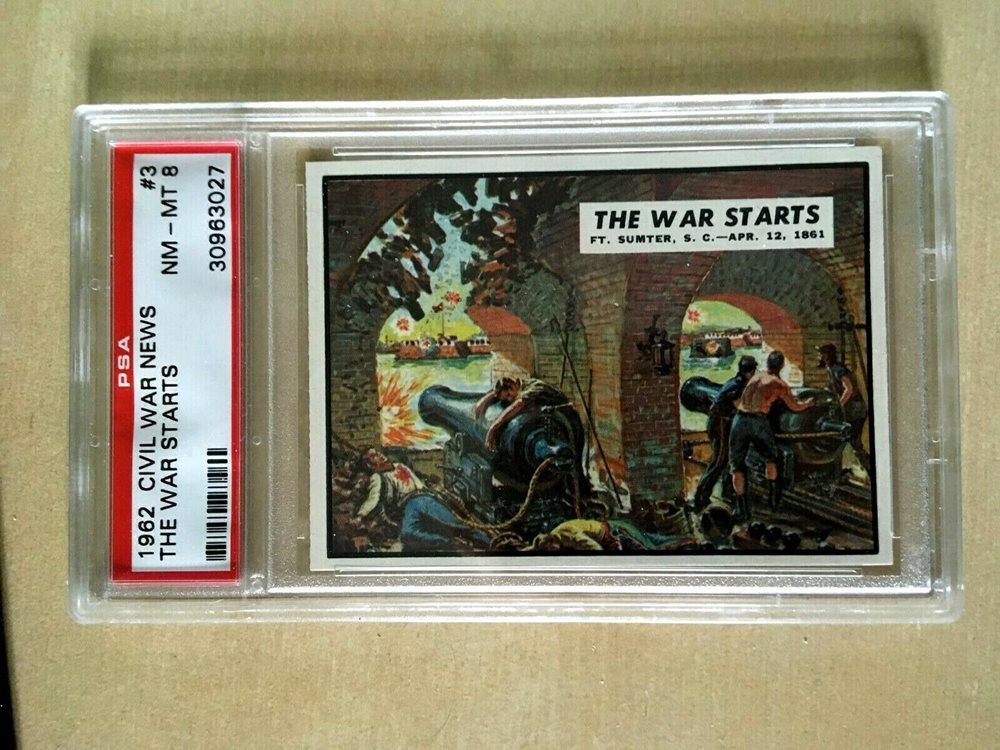 1962 CIVIL WAR NEWS #3
THE WAR STARTS NM - MT 8
30963027
PSA
THE WAR STARTS
FT. SUMTER, S. C.—APR. 12, 1861